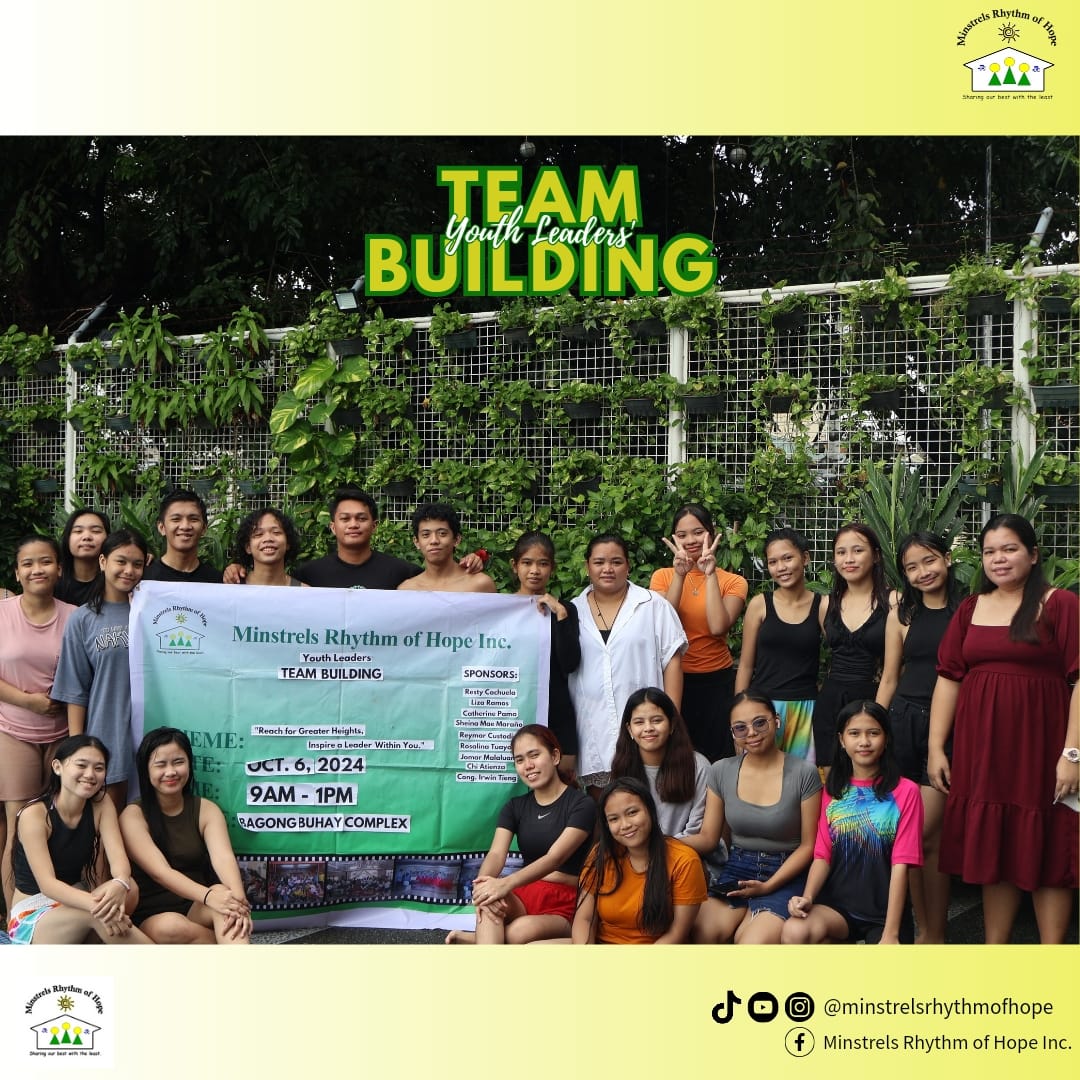 Minstrels Rhythm of Hope
Sharing our best with the least
TEAM
Youth Leaders'
BUILDING
Minstrels Rhythm of Hope Inc.
Youth Leaders
TEAM BUILDING
SPONSORS:
Resty Cachuela
Liza Ramos
Catherine Pama
Sheina Mae Maraño
Reymar Custodio
Rosalina Tuayo
Jomar Malaluan
Chi Atienza
Cong. Irwin Tieng
"Reach for Greater Heights,
Inspire a Leader Within You."
OCT. 6, 2024
9AM - 1PM
BAGONG BUHAY COMPLEX
Minstrels Rhythm of Hope
Sharing our best with the least
@minstrelsrhythmofhope
Minstrels Rhythm of Hope Inc.